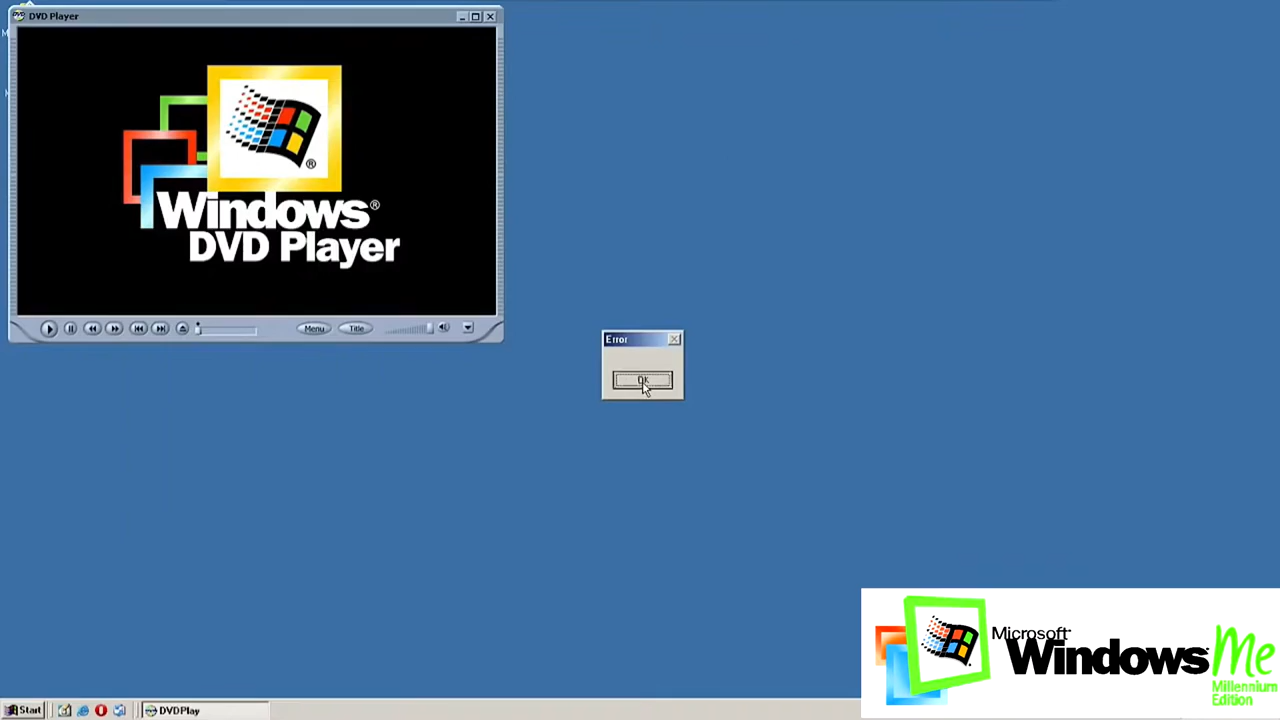 DVD Player
Windows®
DVD Player
Menu
Title
Error
OK
Microsoft
Windows Me
Millennium
Edition
Start
DVDPlay